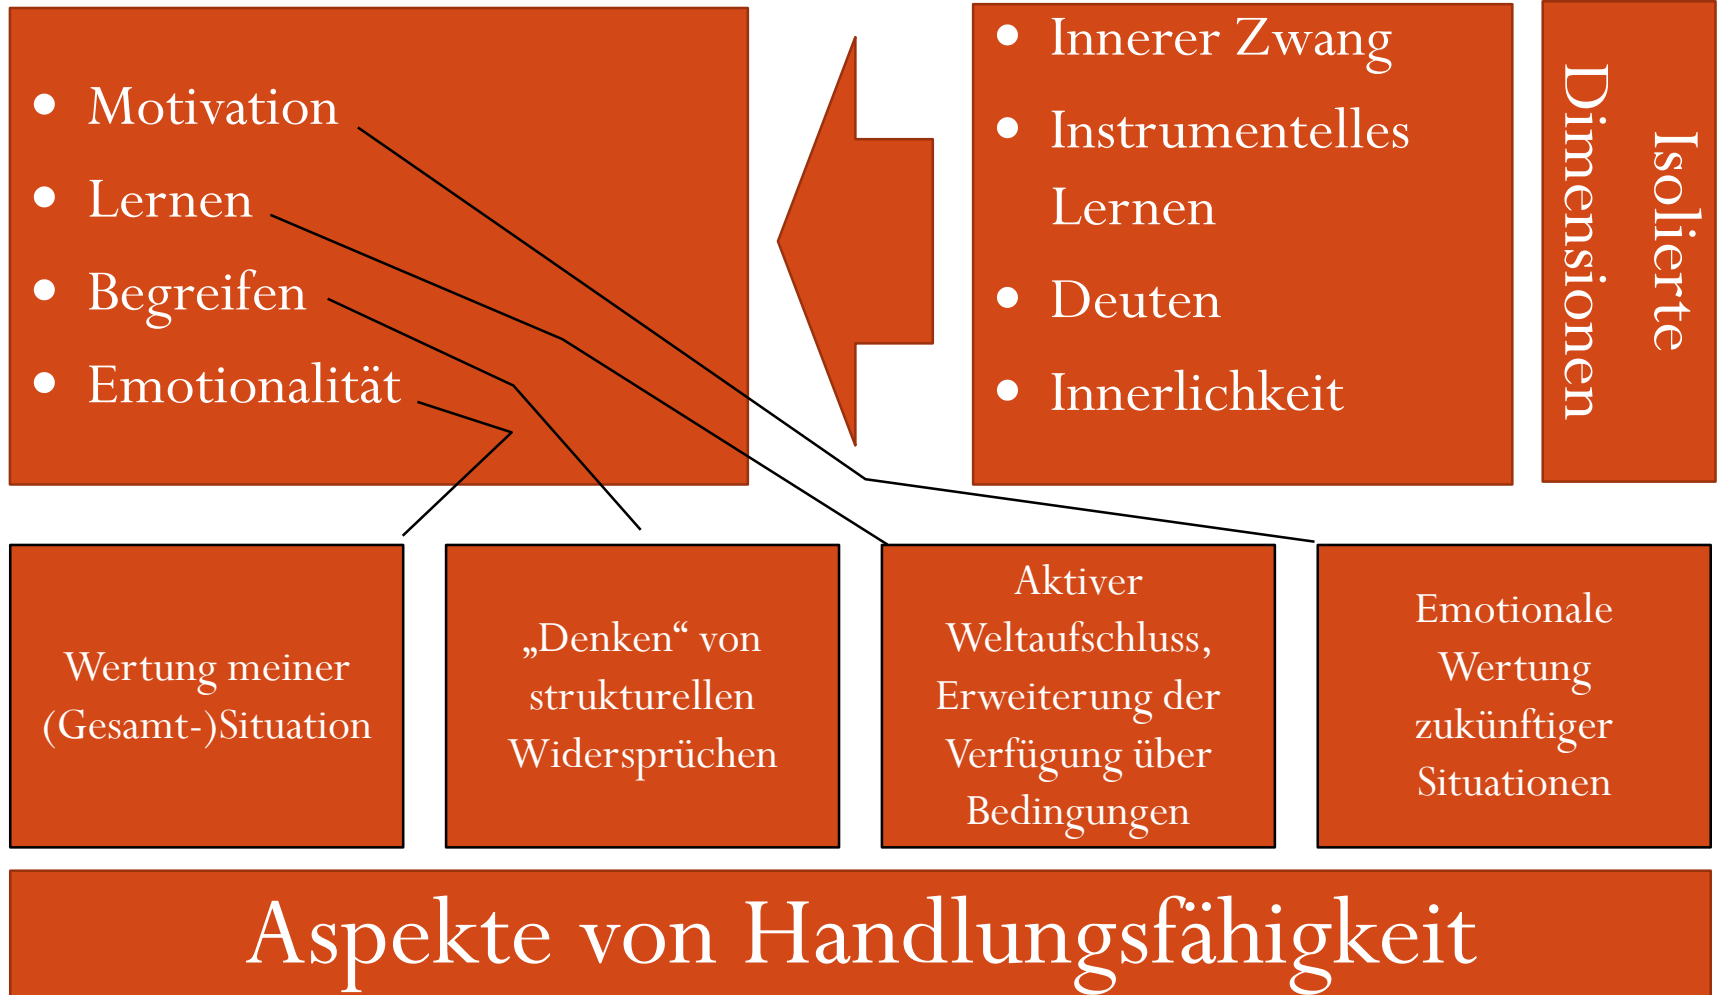 • Motivation
• Lernen
• Begreifen
• Emotionalität
• Innerer Zwang
• Instrumentelles
Lernen
• Deuten
• Innerlichkeit
Isolierte
Dimensionen
Wertung meiner
(Gesamt-)Situation
„Denken“ von
strukturellen
Widersprüchen
Aktiver
Weltaufschluss,
Erweiterung der
Verfügung über
Bedingungen
Emotionale
Wertung
zukünftiger
Situationen
Aspekte von Handlungsfähigkeit